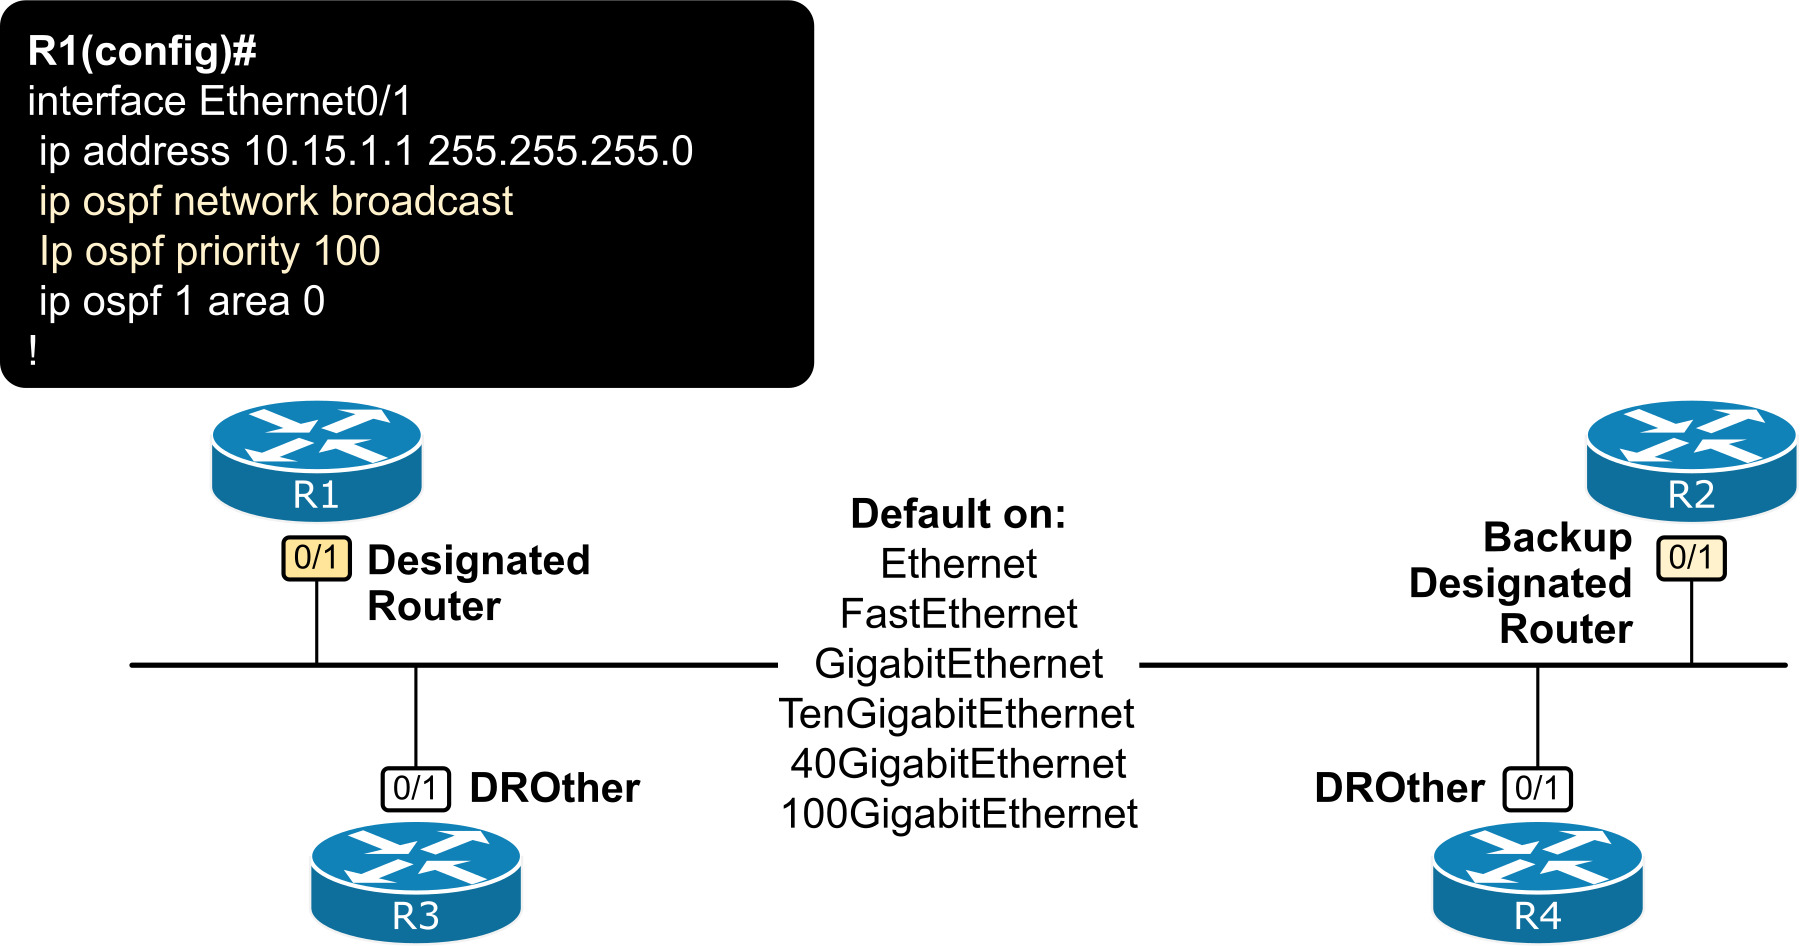 R1(config)#
interface Ethernet0/1
ip address 10.15.1.1 255.255.255.0
ip ospf network broadcast
Ip ospf priority 100
ip ospf 1 area 0
!
R1
R2
0/1
Designated
Router
Default on:
Ethernet
FastEthernet
GigabitEthernet
TenGigabitEthernet
40GigabitEthernet
100GigabitEthernet
Backup
Designated
Router
0/1
0/1
DROther
R3
DROther
0/1
R4